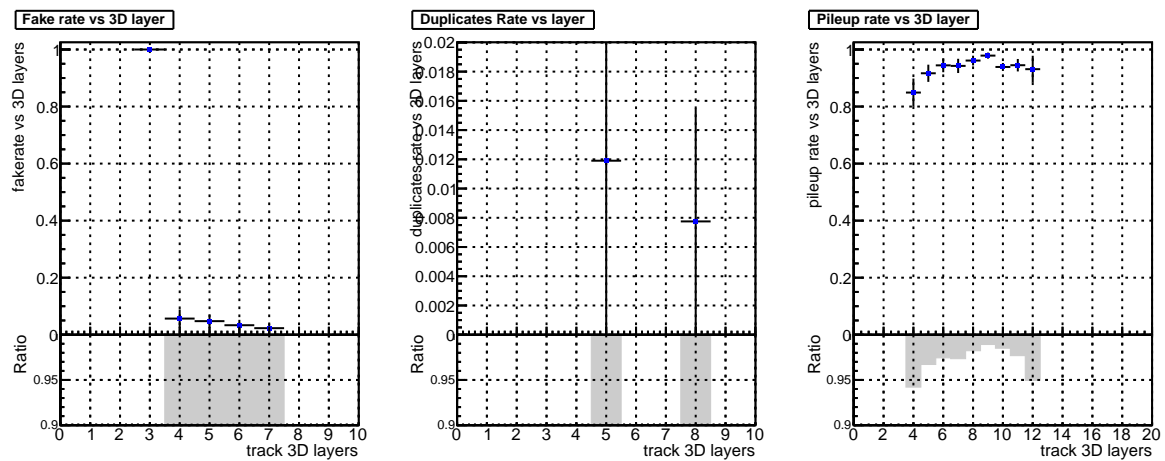 Fake rate vs 3D layer
fakerate vs 3D layers
1
0.8
0.6
0.4
0.2
0
Ratio
0.95
0.9
0 1 2 3 4 5 6 7 8 9 10
track 3D layers
Duplicates Rate vs layer
duplicates rate vs 3D layers
0.02
0.018
0.016
0.014
0.012
0.01
0.008
0.006
0.004
0.002
0
Ratio
0.95
0.9
0 1 2 3 4 5 6 7 8 9 10
track 3D layers
Pileup rate vs 3D layer
pileup rate vs 3D layers
1
0.8
0.6
0.4
0.2
0
Ratio
0.95
0.9
0 2 4 6 8 10 12 14 16 18 20
track 3D layers